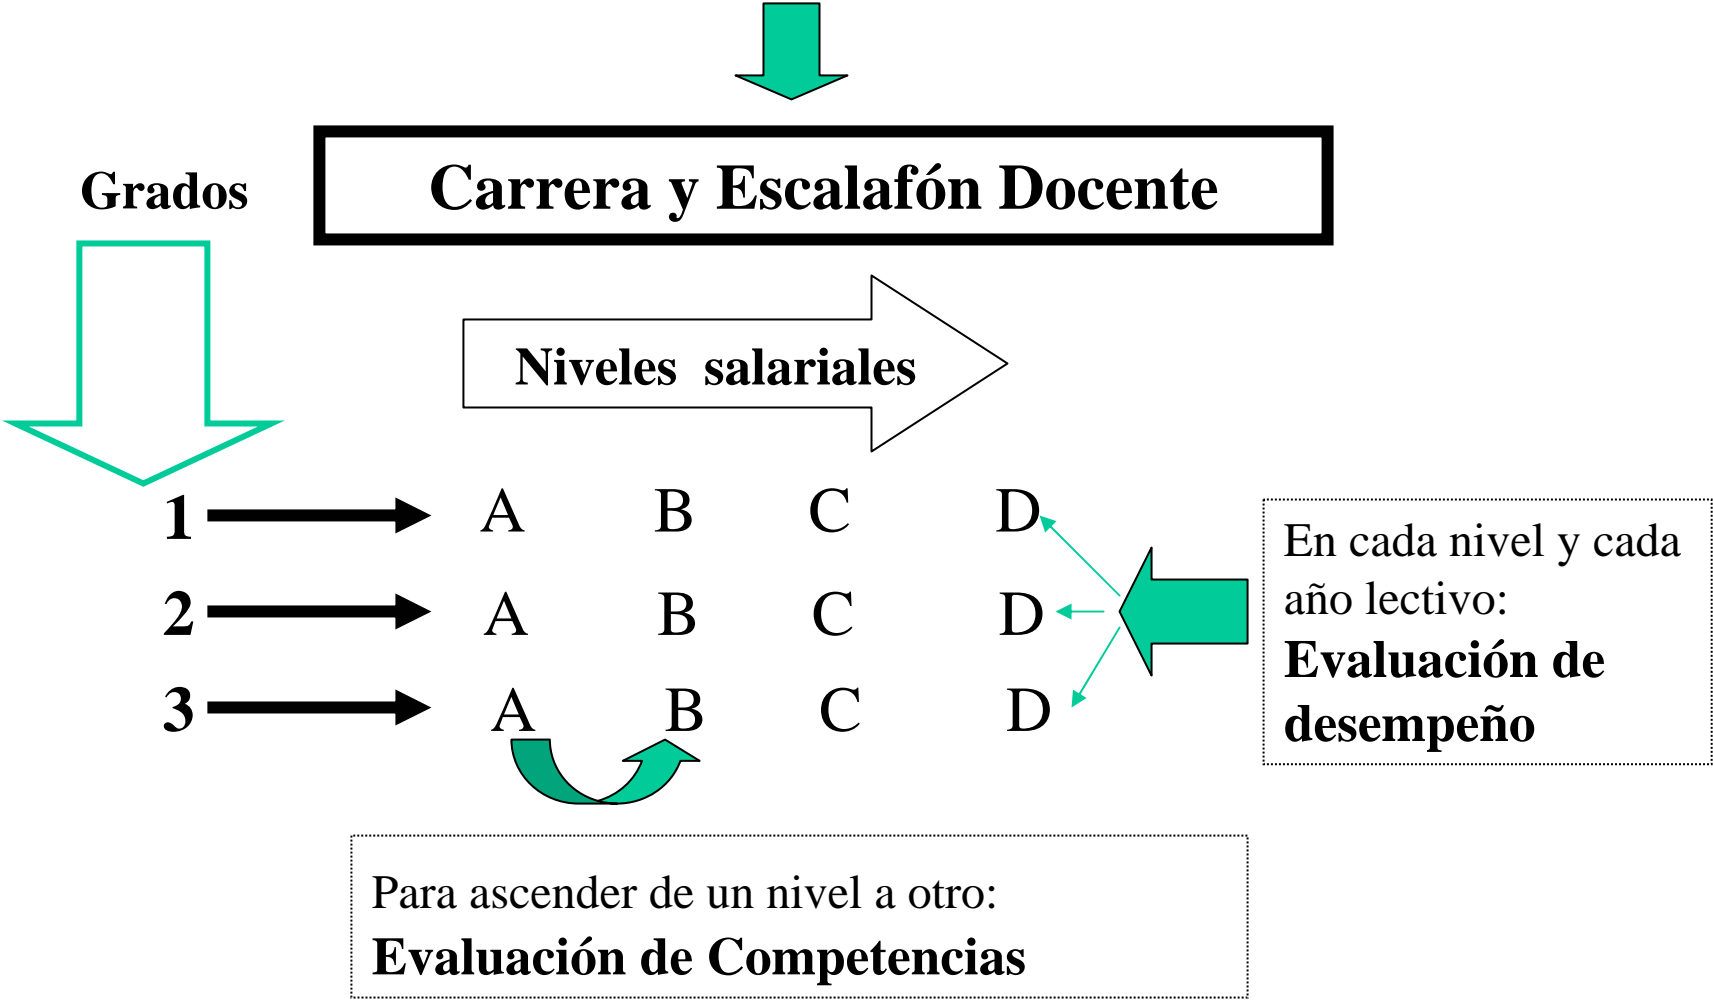 Grados
Carrera y Escalafón Docente
Niveles salariales
1 A B C D
2 A B C D
3 A B C D
En cada nivel y cada
año lectivo:
Evaluación de
desempeño
Para ascender de un nivel a otro:
Evaluación de Competencias